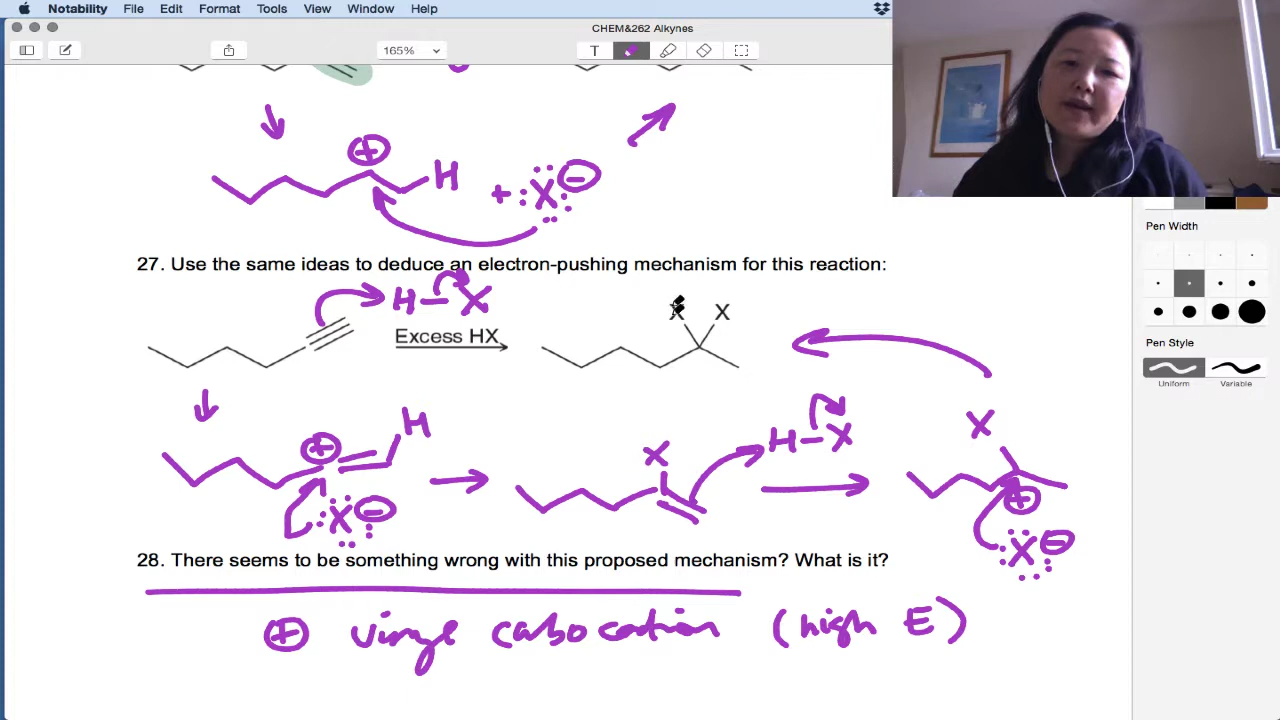 Notability File Edit Format Tools View Window Help
CHEM&262 Alkynes
165% T
+ H
+ X −
Pen Width
27. Use the same ideas to deduce an electron-pushing mechanism for this reaction:
H X
X X
Excess HX
Pen Style
Uniform Variable
H
+
X
H X
X
X −
+
X −
28. There seems to be something wrong with this proposed mechanism? What is it?
+ vinyl cabocation (high E)